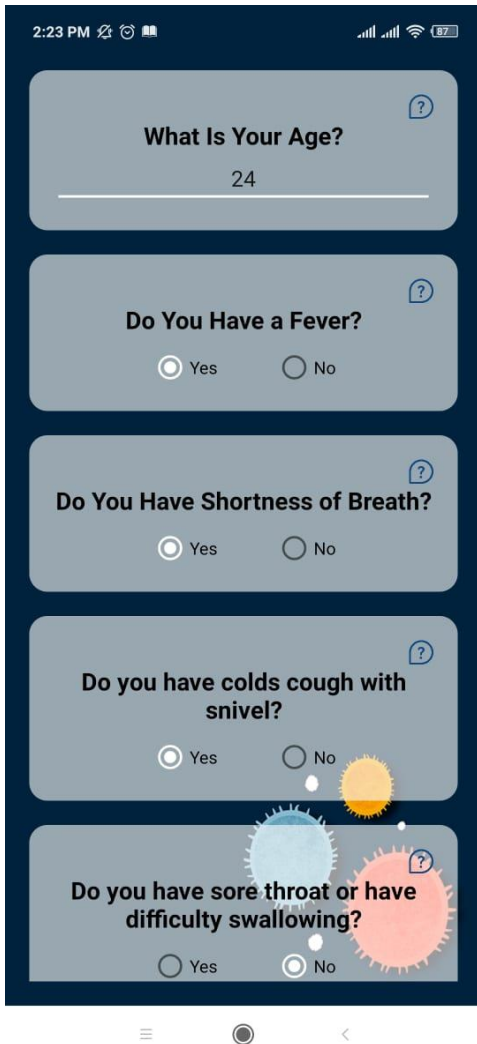 2:23 PM 87
?
What Is Your Age?
24
?
Do You Have a Fever?
Yes No
?
Do You Have Shortness of Breath?
Yes No
?
Do you have colds cough with
snivel?
Yes No
?
Do you have sore throat or have
difficulty swallowing?
Yes No